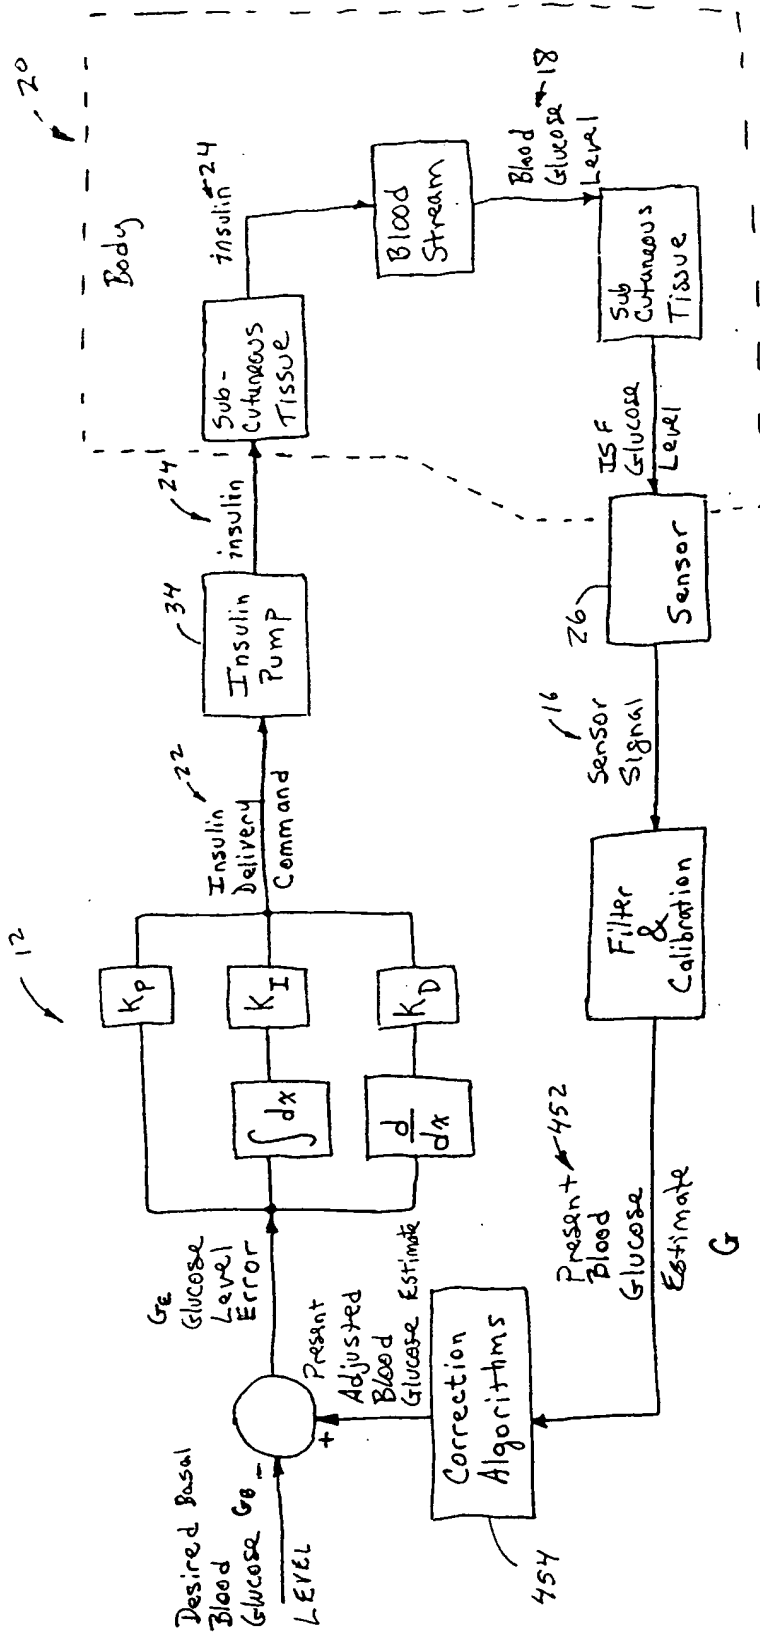 12
20
Desired Basal
Blood
Glucose GB
LEVEL
−
+
GE
Glucose
Level
Error
KP
∫dx
KI
d
dx
KD
Insulin 22
Delivery
Command
34
Insulin
Pump
24
insulin
Body
Sub-
Cutaneous
Tissue
insulin 24
Blood
Stream
Blood
Glucose 18
Level
Sub
Cutaneous
Tissue
ISF
Glucose
Level
26
Sensor
16
Sensor
Signal
Filter
&
Calibration
Present 452
Blood
Glucose
Estimate
G
Correction
Algorithms
454
Present
Adjusted
Blood
Glucose Estimate